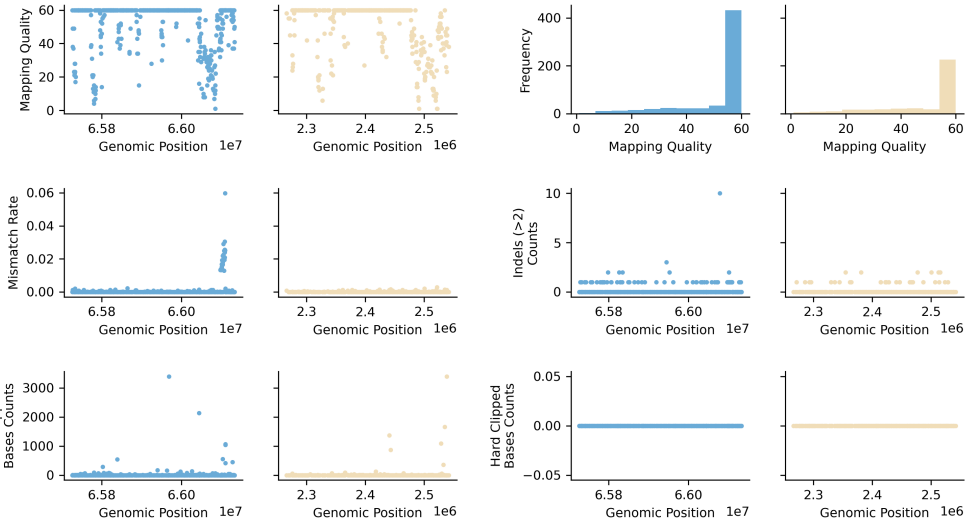 Mapping Quality
60
40
20
0
6.58
6.60
Genomic Position
1e7
2.3
2.4
2.5
Genomic Position
1e6
Frequency
400
200
0
0
20
40
60
Mapping Quality
0
20
40
60
Mapping Quality
Mismatch Rate
0.06
0.04
0.02
0.00
6.58
6.60
Genomic Position
1e7
2.3
2.4
2.5
Genomic Position
1e6
Indels (>2)
Counts
10
5
0
6.58
6.60
Genomic Position
1e7
2.3
2.4
2.5
Genomic Position
1e6
Bases Counts
3000
2000
1000
0
6.58
6.60
Genomic Position
1e7
2.3
2.4
2.5
Genomic Position
1e6
Hard Clipped
Bases Counts
0.05
0.00
−0.05
6.58
6.60
Genomic Position
1e7
2.3
2.4
2.5
Genomic Position
1e6